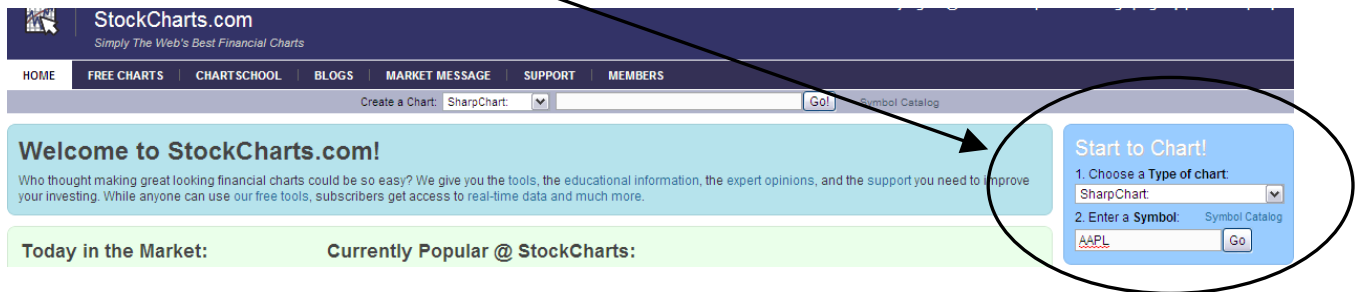 StockCharts.com
Simply The Web's Best Financial Charts
HOME FREE CHARTS | CHARTSCHOOL | BLOGS | MARKET MESSAGE | SUPPORT | MEMBERS
Create a Chart: SharpChart: Go! Symbol Catalog
Welcome to StockCharts.com!
Who thought making great looking financial charts could be so easy? We give you the tools, the educational information, the expert opinions, and the support you need to improve
your investing. While anyone can use our free tools, subscribers get access to real-time data and much more.
Start to Chart!
1. Choose a Type of chart:
SharpChart:
2. Enter a Symbol: Symbol Catalog
AAPL Go
Today in the Market: Currently Popular @ StockCharts: